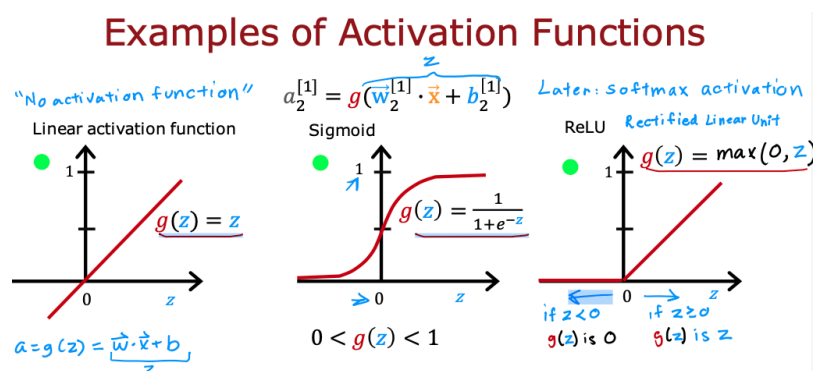 Examples of Activation Functions
z
"No activation function"
a₂^[1] = g(w⃗₂^[1] · x⃗ + b₂^[1])
Later: softmax activation
Linear activation function
Sigmoid
ReLU
Rectified Linear Unit
1
g(z) = z
0
z
a = g(z) = w⃗·x⃗+b
z
1
g(z) = 1/(1+e^−z)
0
z
0 < g(z) < 1
1
g(z) = max(0, z)
0
z
if z<0
g(z) is 0
if z≥0
g(z) is z